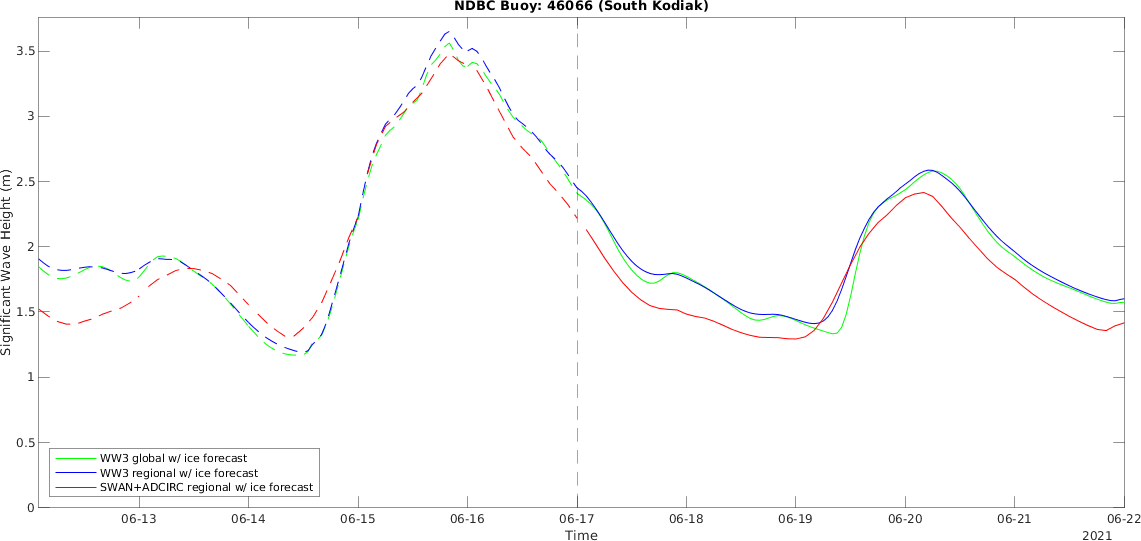 NDBC Buoy: 46066 (South Kodiak)
Significant Wave Height (m)
3.5
3
2.5
2
1.5
1
0.5
0
WW3 global w/ ice forecast
WW3 regional w/ ice forecast
SWAN+ADCIRC regional w/ ice forecast
06-13 06-14 06-15 06-16 06-17 06-18 06-19 06-20 06-21 06-22
Time
2021